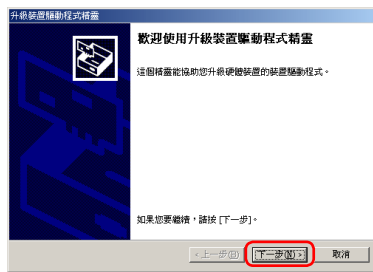 升級裝置驅動程式精靈
歡迎使用升級裝置驅動程式精靈
這個精靈能協助您升級硬體裝置的裝置驅動程式。
如果您要繼續，請按 [下一步]。
< 上一步(B) 下一步(N) > 取消